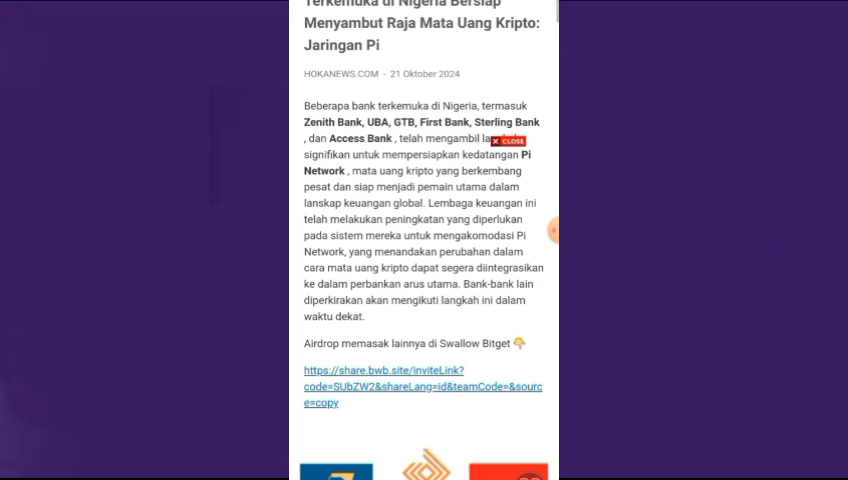 Terkemuka di Nigeria Bersiap
Menyambut Raja Mata Uang Kripto:
Jaringan Pi
HOKANEWS.COM - 21 Oktober 2024
Beberapa bank terkemuka di Nigeria, termasuk
Zenith Bank, UBA, GTB, First Bank, Sterling Bank
, dan Access Bank , telah mengambil
CLOSE
signifikan untuk mempersiapkan kedatangan Pi
Network , mata uang kripto yang berkembang
pesat dan siap menjadi pemain utama dalam
lanskap keuangan global. Lembaga keuangan ini
telah melakukan peningkatan yang diperlukan
pada sistem mereka untuk mengakomodasi Pi
Network, yang menandakan perubahan dalam
cara mata uang kripto dapat segera diintegrasikan
ke dalam perbankan arus utama. Bank-bank lain
diperkirakan akan mengikuti langkah ini dalam
waktu dekat.
Airdrop memasak lainnya di Swallow Bitget 👇
https://share.bwb.site/inviteLink?
code=SUbZW2&shareLang=id&teamCode=&sourc
e=copy